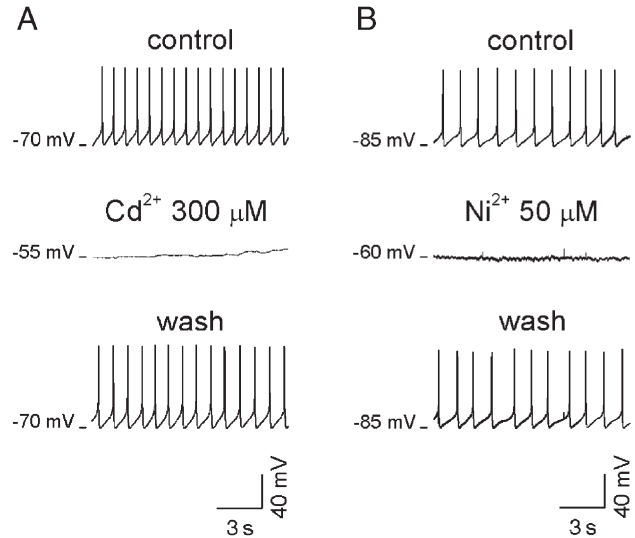 A
control
-70 mV
Cd²⁺ 300 µM
-55 mV
wash
-70 mV
3 s
40 mV
B
control
-85 mV
Ni²⁺ 50 µM
-60 mV
wash
-85 mV
3 s
40 mV